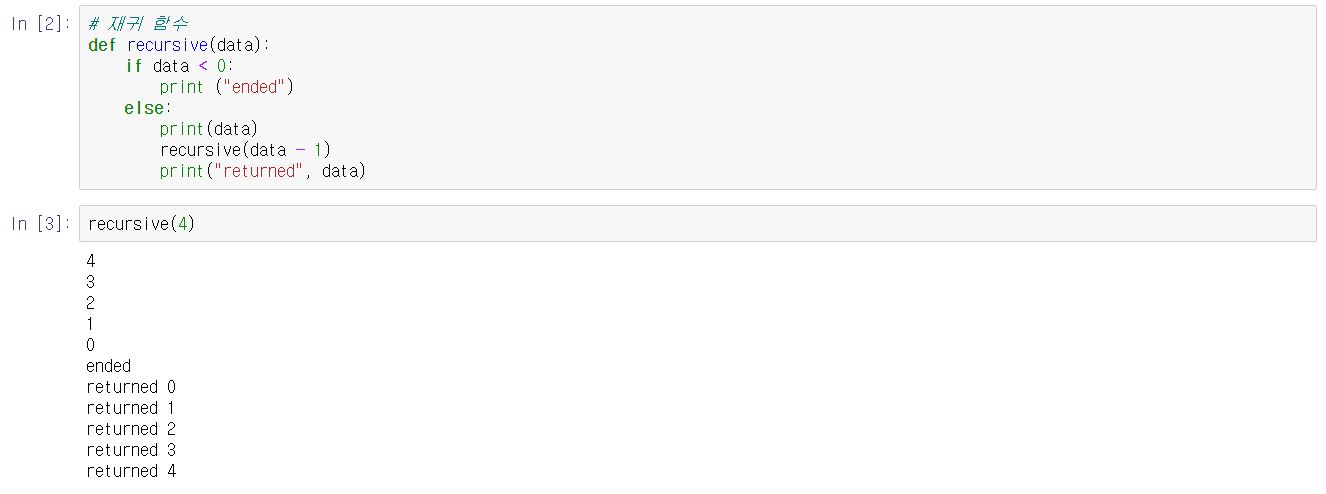 In [2]: # 재귀 함수
def recursive(data):
    if data < 0:
        print ("ended")
    else:
        print(data)
        recursive(data - 1)
        print("returned", data)
In [3]: recursive(4)
4
3
2
1
0
ended
returned 0
returned 1
returned 2
returned 3
returned 4